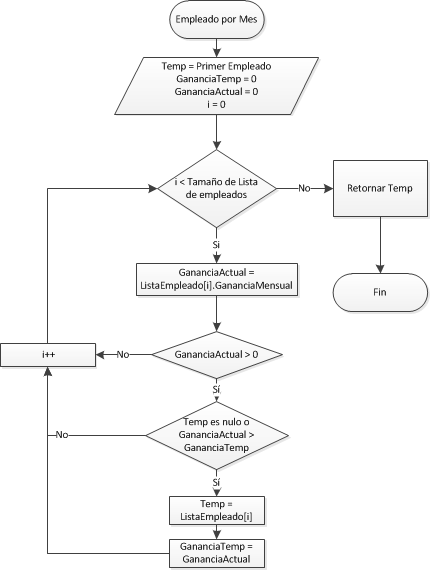 Empleado por Mes
Temp = Primer Empleado
GananciaTemp = 0
GananciaActual = 0
i = 0
i < Tamaño de Lista
de empleados
No
Retornar Temp
Si
Fin
GananciaActual =
ListaEmpleado[i].GananciaMensual
i++
No
GananciaActual > 0
Sí
Temp es nulo o
GananciaActual >
GananciaTemp
No
Sí
Temp =
ListaEmpleado[i]
GananciaTemp =
GananciaActual